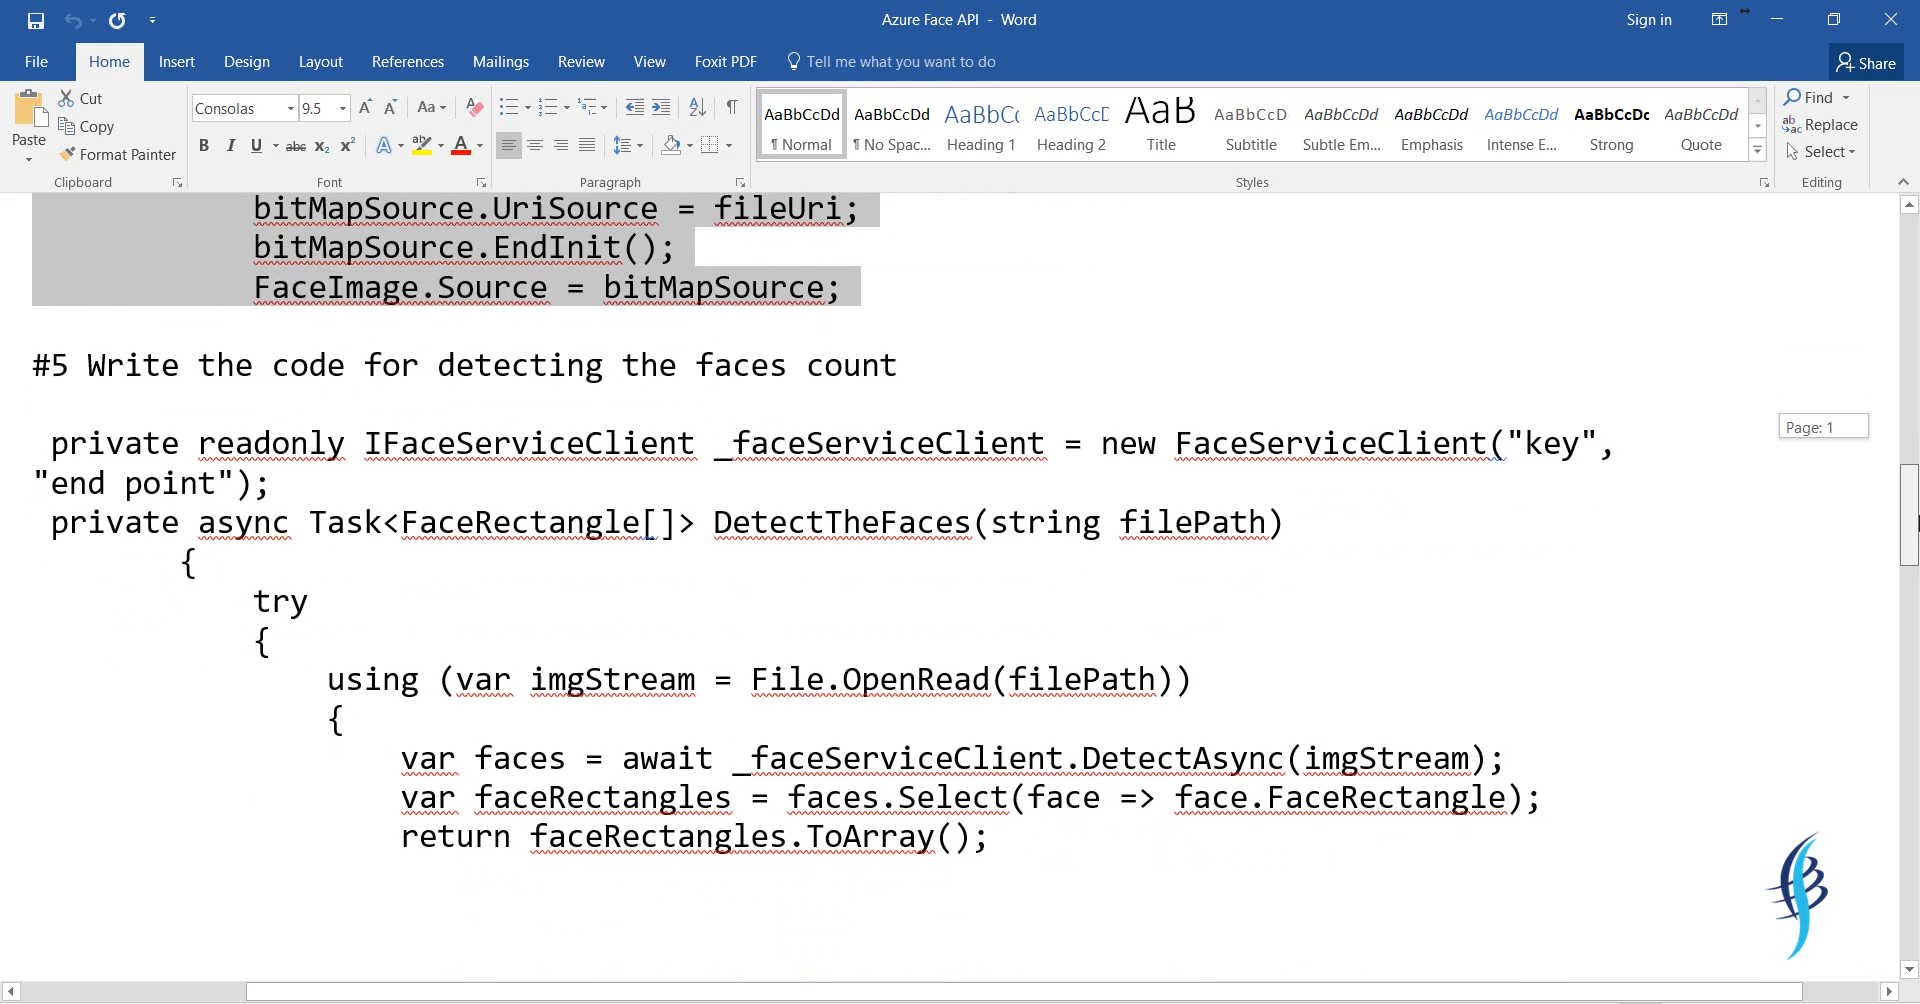 Azure Face API - Word
Sign in
File Home Insert Design Layout References Mailings Review View Foxit PDF Tell me what you want to do Share
Paste
Cut
Copy
Format Painter
Clipboard
Consolas 9.5 A A Aa
B I U abc x₂ x² A A
Font
Paragraph
AaBbCcDd AaBbCcDd AaBbCc AaBbCcD AaB AaBbCcD AaBbCcDd AaBbCcDd AaBbCcDd AaBbCcDc AaBbCcDd
¶ Normal ¶ No Spac... Heading 1 Heading 2 Title Subtitle Subtle Em... Emphasis Intense E... Strong Quote
Styles
Find
Replace
Select
Editing
bitMapSource.UriSource = fileUri;
bitMapSource.EndInit();
FaceImage.Source = bitMapSource;
#5 Write the code for detecting the faces count
private readonly IFaceServiceClient _faceServiceClient = new FaceServiceClient("key",
"end point");
private async Task<FaceRectangle[]> DetectTheFaces(string filePath)
{
try
{
using (var imgStream = File.OpenRead(filePath))
{
var faces = await _faceServiceClient.DetectAsync(imgStream);
var faceRectangles = faces.Select(face => face.FaceRectangle);
return faceRectangles.ToArray();
Page: 1